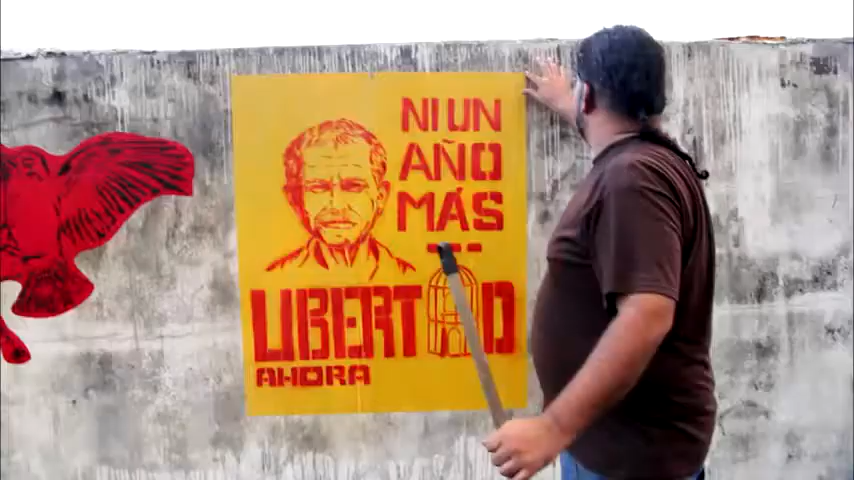 NI UN
AÑO
MÁS
LIBERTAD
AHORA